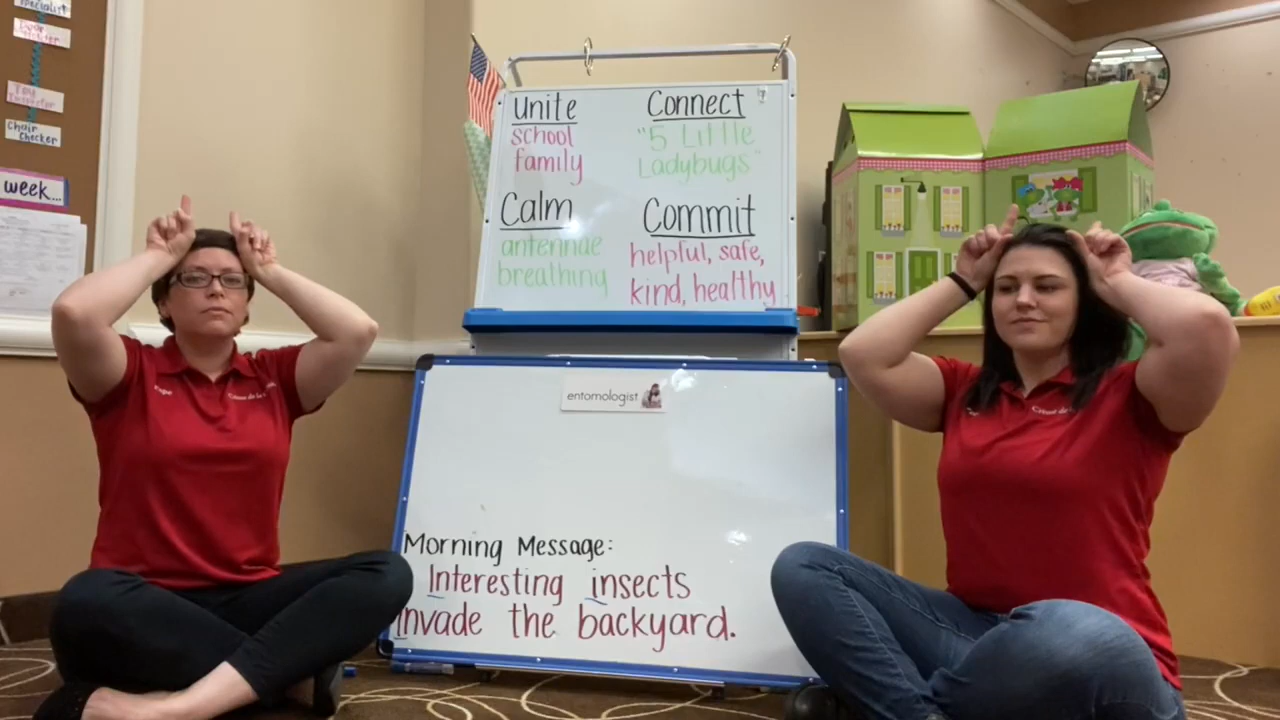 Specialist
Chair
Checker
week...
Unite
school
family
Connect
"5 Little
Ladybugs"
Calm
antennae
breathing
Commit
helpful, safe,
kind, healthy
entomologist
Morning Message:
Interesting insects
invade the backyard.